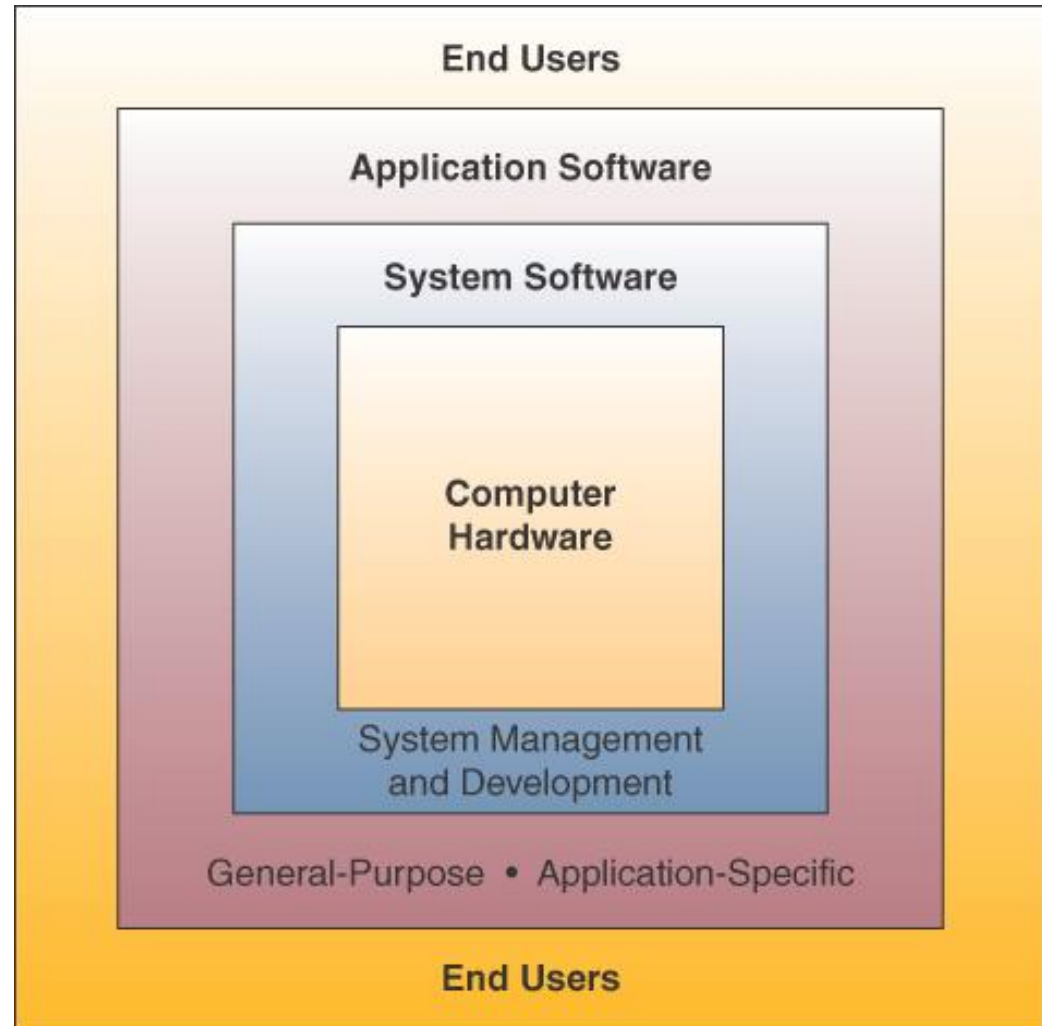 End Users
Application Software
System Software
Computer
Hardware
System Management
and Development
General-Purpose • Application-Specific
End Users